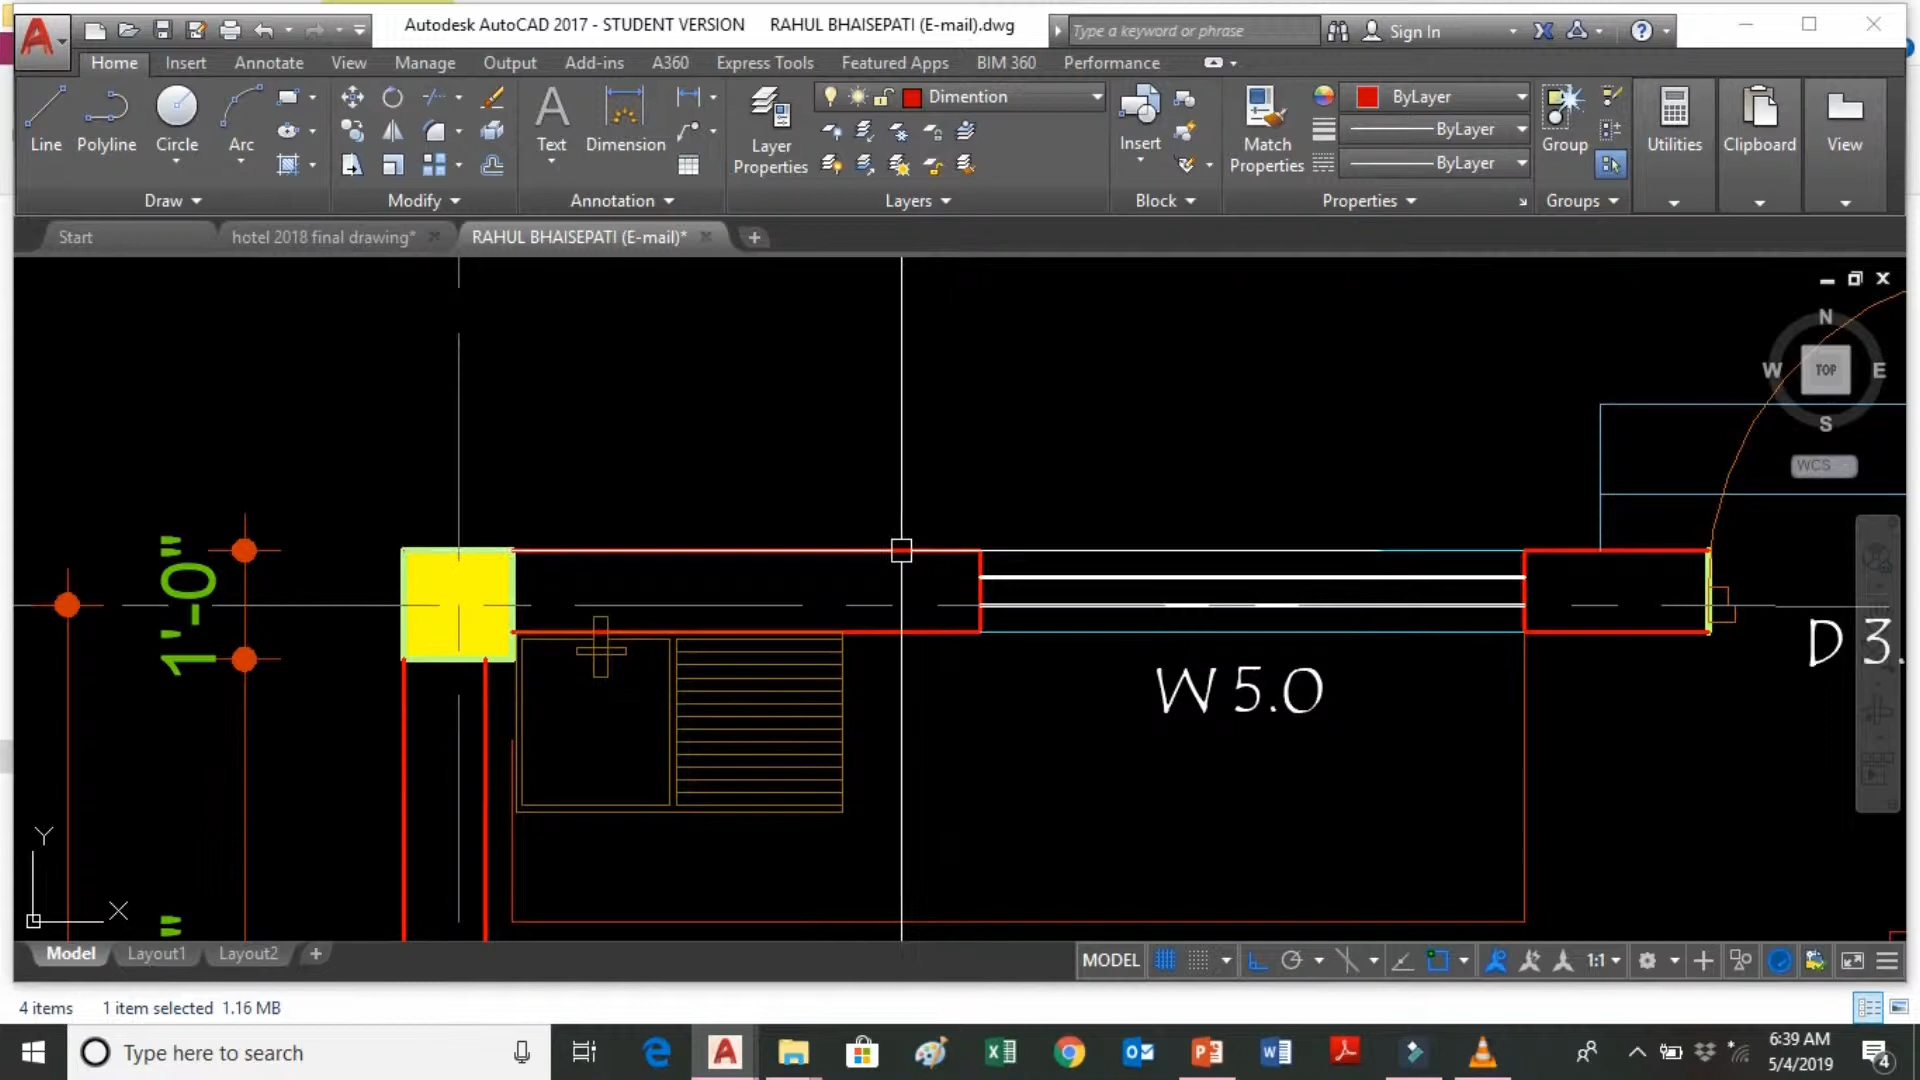 Autodesk AutoCAD 2017 - STUDENT VERSION RAHUL BHAISEPATI (E-mail).dwg
Type a keyword or phrase
Sign In
Home Insert Annotate View Manage Output Add-ins A360 Express Tools Featured Apps BIM 360 Performance
Line Polyline Circle Arc
Text Dimension
Layer Properties
Dimention
Insert
Match Properties
ByLayer
ByLayer
ByLayer
Group
Utilities
Clipboard
View
Draw Modify Annotation Layers Block Properties Groups
Start hotel 2018 final drawing* RAHUL BHAISEPATI (E-mail)*
N
W TOP E
S
WCS
1'-0"
"
W 5.0
D 3.
Y
X
Model Layout1 Layout2
MODEL 1:1
4 items 1 item selected 1.16 MB
Type here to search
6:39 AM
5/4/2019
4